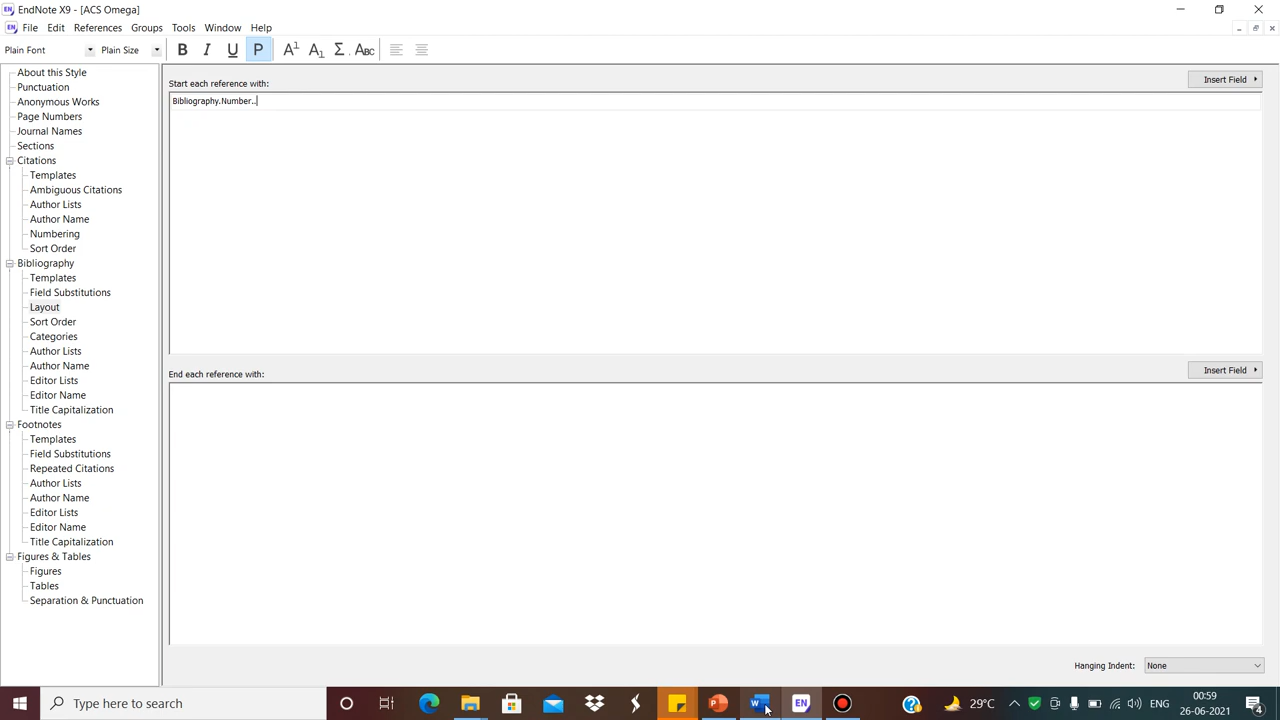 EndNote X9 - [ACS Omega]
File Edit References Groups Tools Window Help
Plain Font Plain Size B I U P A1 A1 Σ ABC
About this Style
Punctuation
Anonymous Works
Page Numbers
Journal Names
Sections
Citations
Templates
Ambiguous Citations
Author Lists
Author Name
Numbering
Sort Order
Bibliography
Templates
Field Substitutions
Layout
Sort Order
Categories
Author Lists
Author Name
Editor Lists
Editor Name
Title Capitalization
Footnotes
Templates
Field Substitutions
Repeated Citations
Author Lists
Author Name
Editor Lists
Editor Name
Title Capitalization
Figures & Tables
Figures
Tables
Separation & Punctuation
Start each reference with:
Insert Field
Bibliography.Number..
End each reference with:
Insert Field
Hanging Indent: None
Type here to search
29°C
ENG
00:59
26-06-2021
4